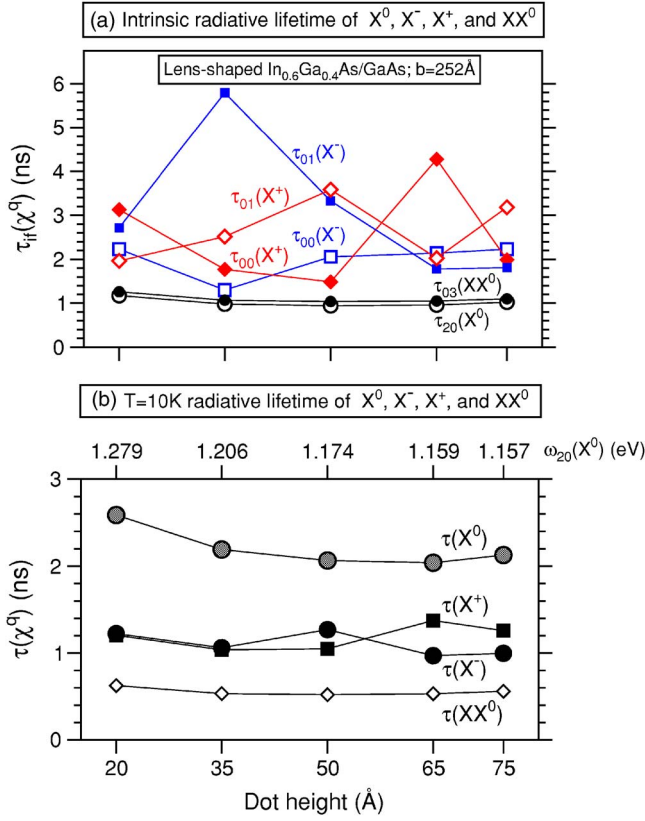 (a) Intrinsic radiative lifetime of X⁰, X⁻, X⁺, and XX⁰
Lens-shaped In₀.₆Ga₀.₄As/GaAs; b=252Å
6
5
4
3
2
1
0
τᵢf(χ^q) (ns)
τ₀₁(X⁻)
τ₀₁(X⁺)
τ₀₀(X⁻)
τ₀₀(X⁺)
τ₀₃(XX⁰)
τ₂₀(X⁰)
(b) T=10K radiative lifetime of X⁰, X⁻, X⁺, and XX⁰
1.279 1.206 1.174 1.159 1.157 ω₂₀(X⁰) (eV)
3
2
1
0
τ(χ^q) (ns)
τ(X⁰)
τ(X⁺)
τ(X⁻)
τ(XX⁰)
20 35 50 65 75
Dot height (Å)